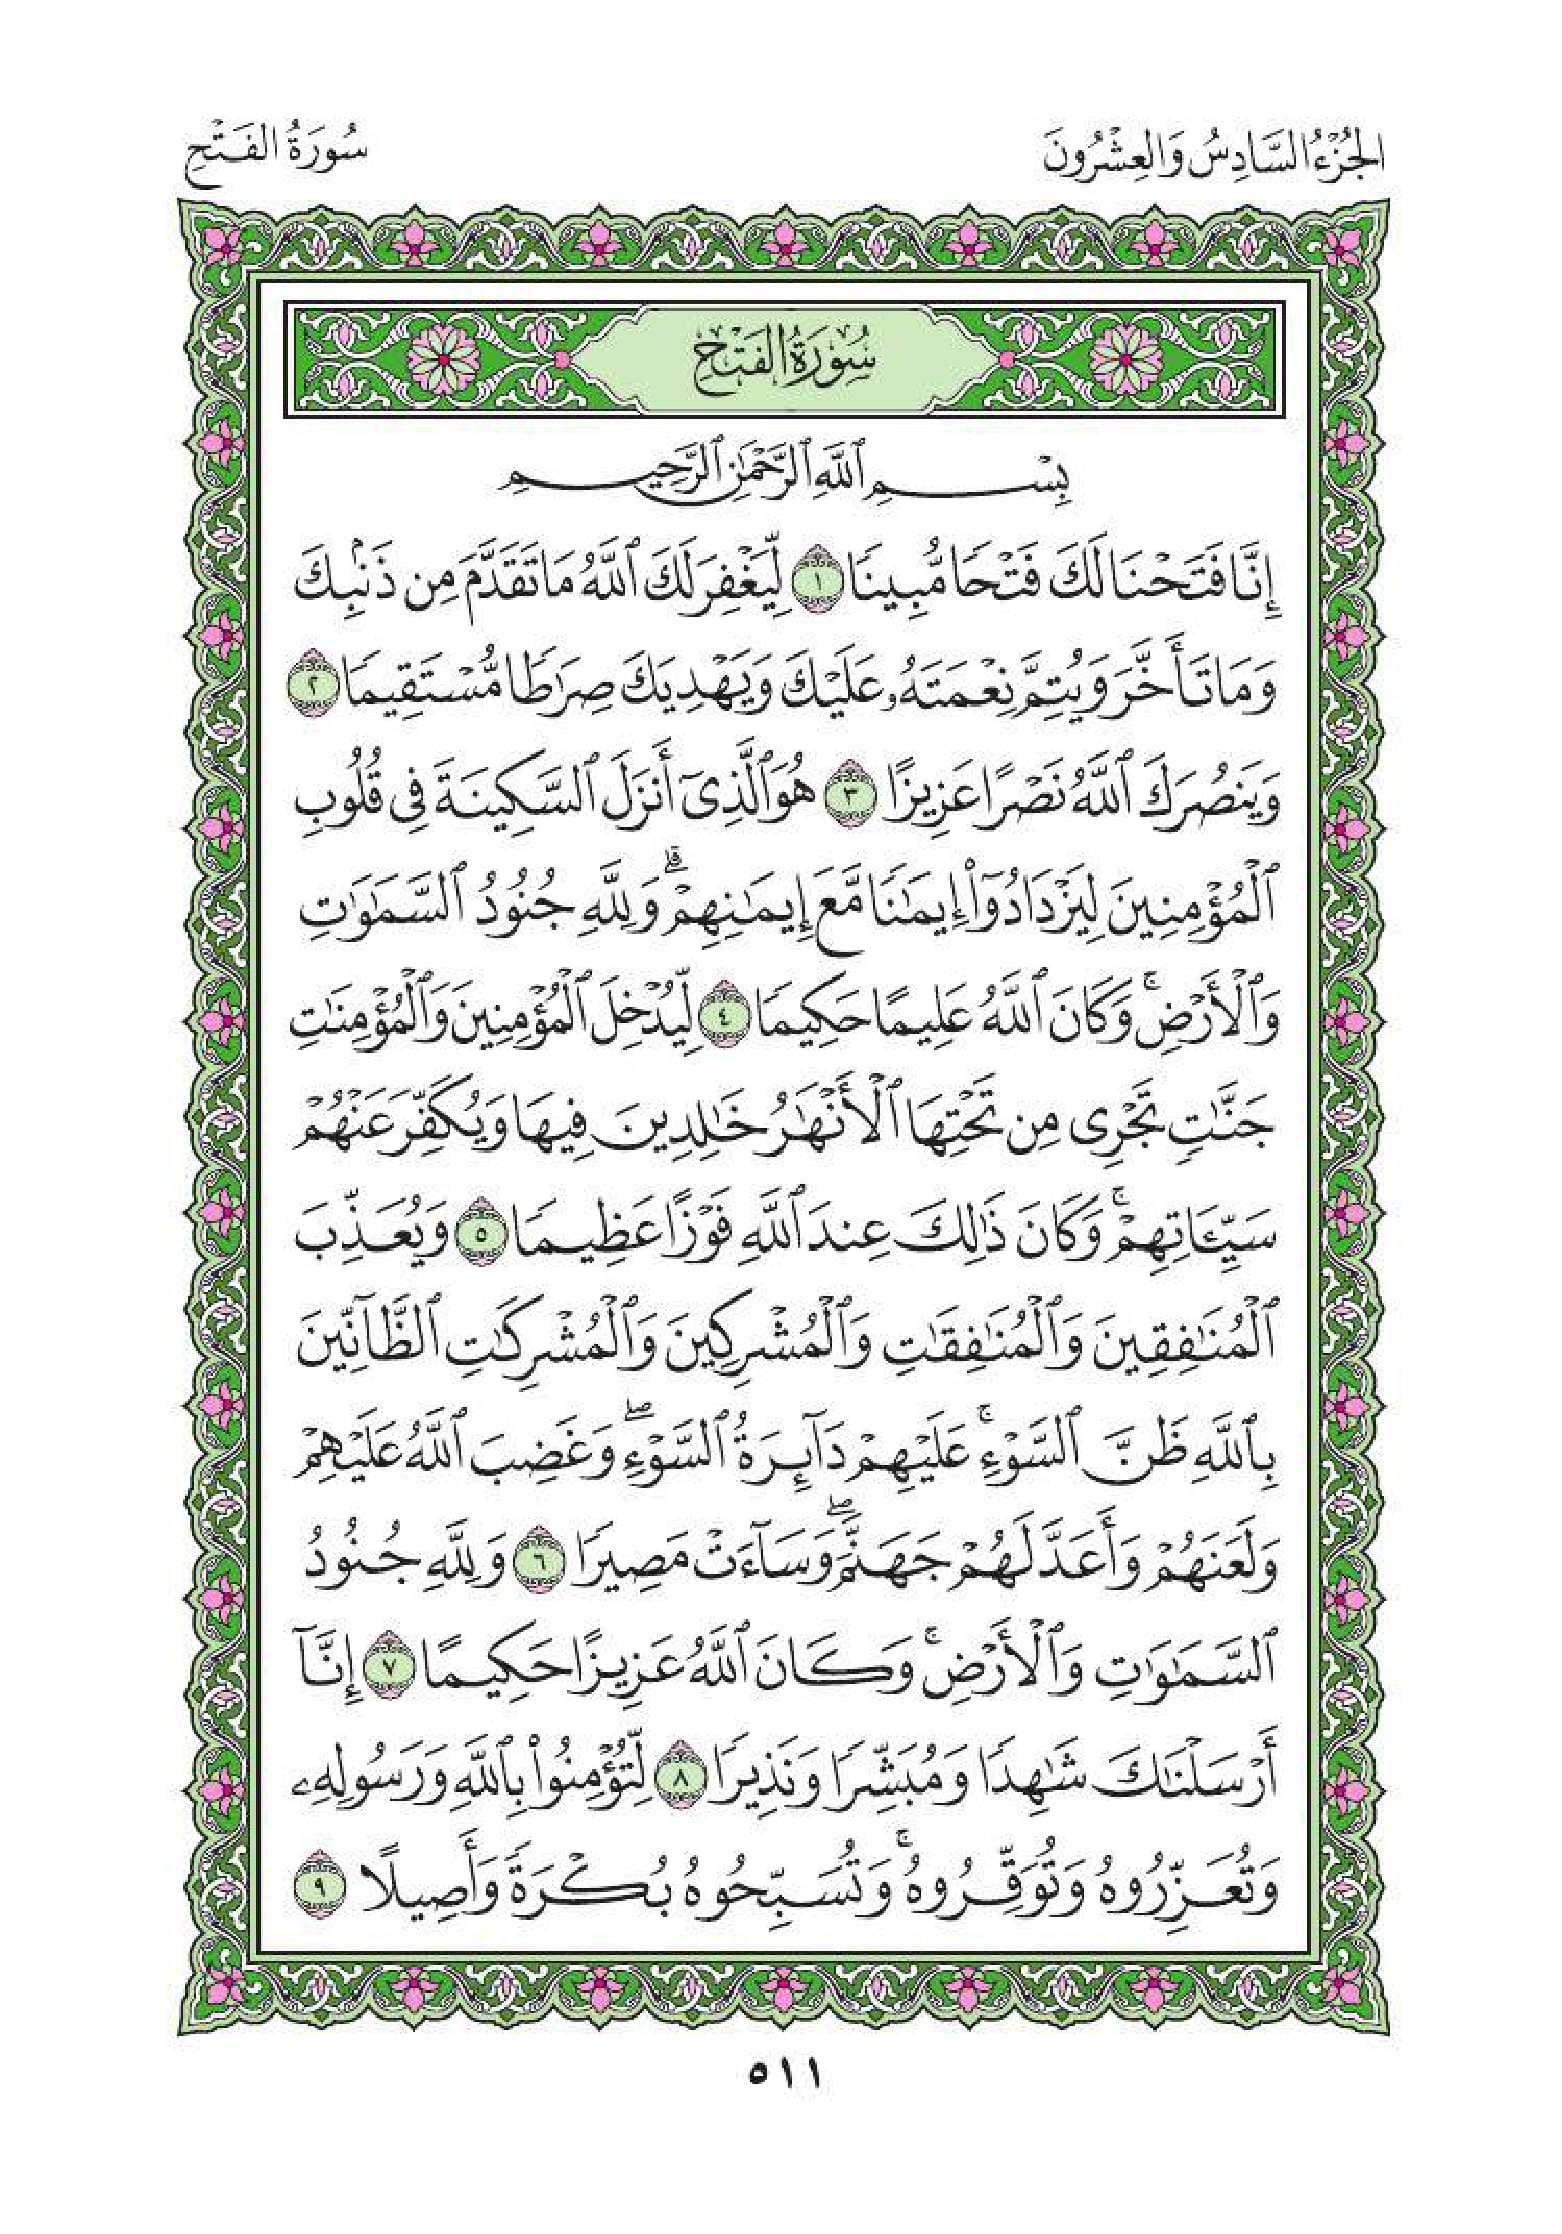 الجُزْءُ السَّادِسُ وَالعِشْرُونَ
سُورَةُ الفَتْحِ
سُورَةُ الفَتْحِ
بِسْمِ ٱللَّهِ ٱلرَّحْمَٰنِ ٱلرَّحِيمِ
إِنَّا فَتَحْنَا لَكَ فَتْحًا مُّبِينًا ١ لِّيَغْفِرَ لَكَ ٱللَّهُ مَا تَقَدَّمَ مِن ذَنۢبِكَ
وَمَا تَأَخَّرَ وَيُتِمَّ نِعْمَتَهُۥ عَلَيْكَ وَيَهْدِيَكَ صِرَٰطًا مُّسْتَقِيمًا ٢
وَيَنصُرَكَ ٱللَّهُ نَصْرًا عَزِيزًا ٣ هُوَ ٱلَّذِىٓ أَنزَلَ ٱلسَّكِينَةَ فِى قُلُوبِ
ٱلْمُؤْمِنِينَ لِيَزْدَادُوٓا۟ إِيمَٰنًا مَّعَ إِيمَٰنِهِمْ ۗ وَلِلَّهِ جُنُودُ ٱلسَّمَٰوَٰتِ
وَٱلْأَرْضِ ۚ وَكَانَ ٱللَّهُ عَلِيمًا حَكِيمًا ٤ لِّيُدْخِلَ ٱلْمُؤْمِنِينَ وَٱلْمُؤْمِنَٰتِ
جَنَّٰتٍ تَجْرِى مِن تَحْتِهَا ٱلْأَنْهَٰرُ خَٰلِدِينَ فِيهَا وَيُكَفِّرَ عَنْهُمْ
سَيِّـَٔاتِهِمْ ۚ وَكَانَ ذَٰلِكَ عِندَ ٱللَّهِ فَوْزًا عَظِيمًا ٥ وَيُعَذِّبَ
ٱلْمُنَٰفِقِينَ وَٱلْمُنَٰفِقَٰتِ وَٱلْمُشْرِكِينَ وَٱلْمُشْرِكَٰتِ ٱلظَّآنِّينَ
بِٱللَّهِ ظَنَّ ٱلسَّوْءِ ۚ عَلَيْهِمْ دَآئِرَةُ ٱلسَّوْءِ ۖ وَغَضِبَ ٱللَّهُ عَلَيْهِمْ
وَلَعَنَهُمْ وَأَعَدَّ لَهُمْ جَهَنَّمَ ۖ وَسَآءَتْ مَصِيرًا ٦ وَلِلَّهِ جُنُودُ
ٱلسَّمَٰوَٰتِ وَٱلْأَرْضِ ۚ وَكَانَ ٱللَّهُ عَزِيزًا حَكِيمًا ٧ إِنَّآ
أَرْسَلْنَٰكَ شَٰهِدًا وَمُبَشِّرًا وَنَذِيرًا ٨ لِّتُؤْمِنُوا۟ بِٱللَّهِ وَرَسُولِهِۦ
وَتُعَزِّرُوهُ وَتُوَقِّرُوهُ ۚ وَتُسَبِّحُوهُ بُكْرَةً وَأَصِيلًا ٩
٥١١